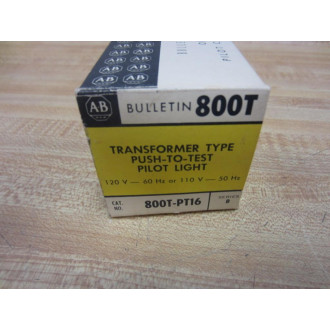 AB
BULLETIN 800T
TRANSFORMER TYPE
PUSH-TO-TEST
PILOT LIGHT
120 V — 60 Hz or 110 V — 50 Hz
CAT. NO. 800T-PT16 SERIES B